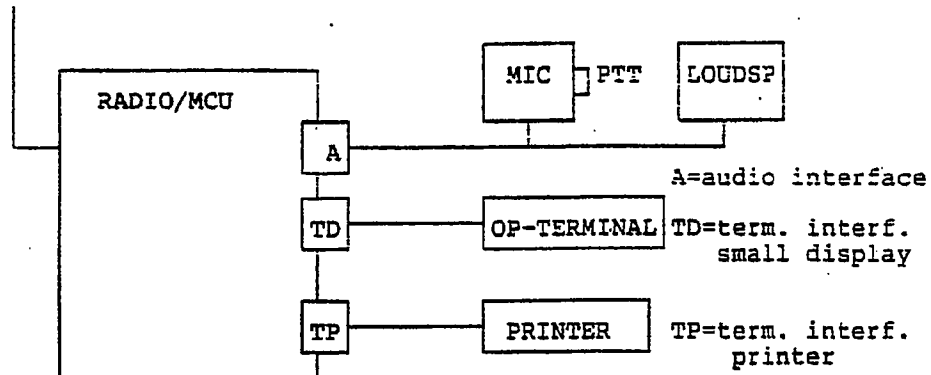 MIC PTT LOUDSP
RADIO/MCU
A
A=audio interface
TD OP-TERMINAL TD=term. interf.
small display
TP PRINTER TP=term. interf.
printer